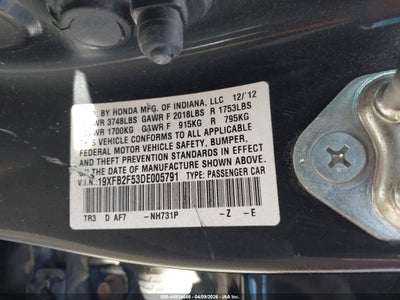 BY HONDA MFG. OF INDIANA, LLC 12/12
3748LBS GAWR F 2018LBS R 1753LBS
1700KG GAWR F 915KG R 795KG
THIS VEHICLE CONFORMS TO ALL APPLICABLE
FEDERAL MOTOR VEHICLE SAFETY, BUMPER,
AND THEFT PREVENTION STANDARDS IN EFFECT
ON THE DATE OF MANUFACTURE SHOWN ABOVE.
V.I.N. 19XFB2F53DE005791 TYPE: PASSENGER CAR
TR3 D AF7 -NH731P -Z -E